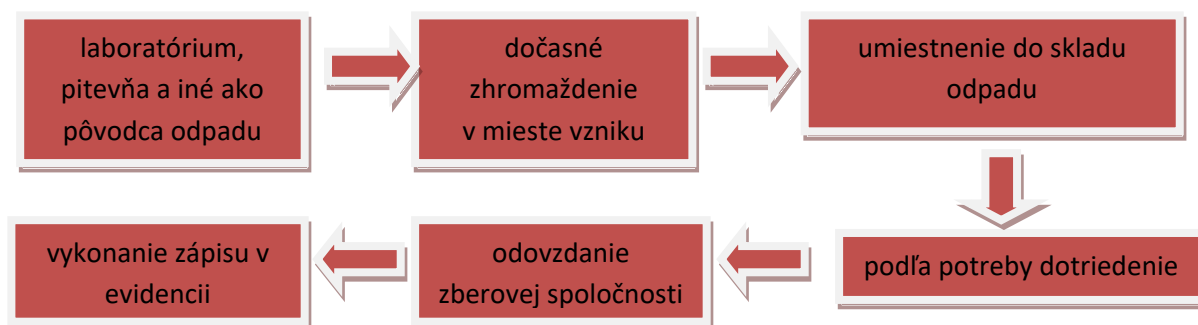 laboratórium,
pitevňa a iné ako
pôvodca odpadu
dočasné
zhromaždenie
v mieste vzniku
umiestnenie do skladu
odpadu
podľa potreby dotriedenie
odovzdanie
zberovej spoločnosti
vykonanie zápisu v
evidencii